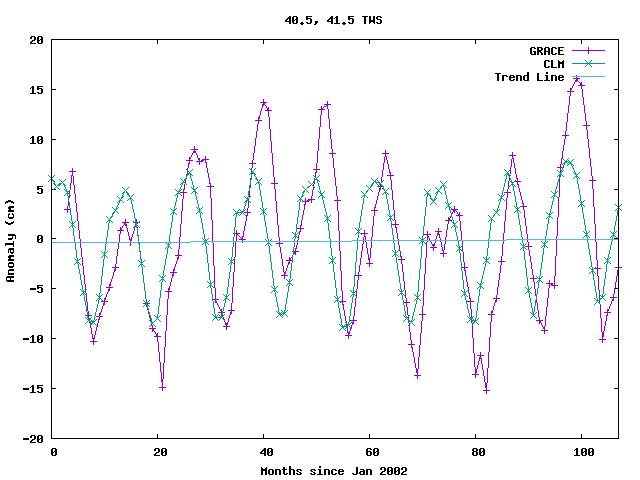 40.5, 41.5 TWS
GRACE
CLM
Trend Line
Anomaly (cm)
20
15
10
5
0
-5
-10
-15
-20
0 20 40 60 80 100
Months since Jan 2002